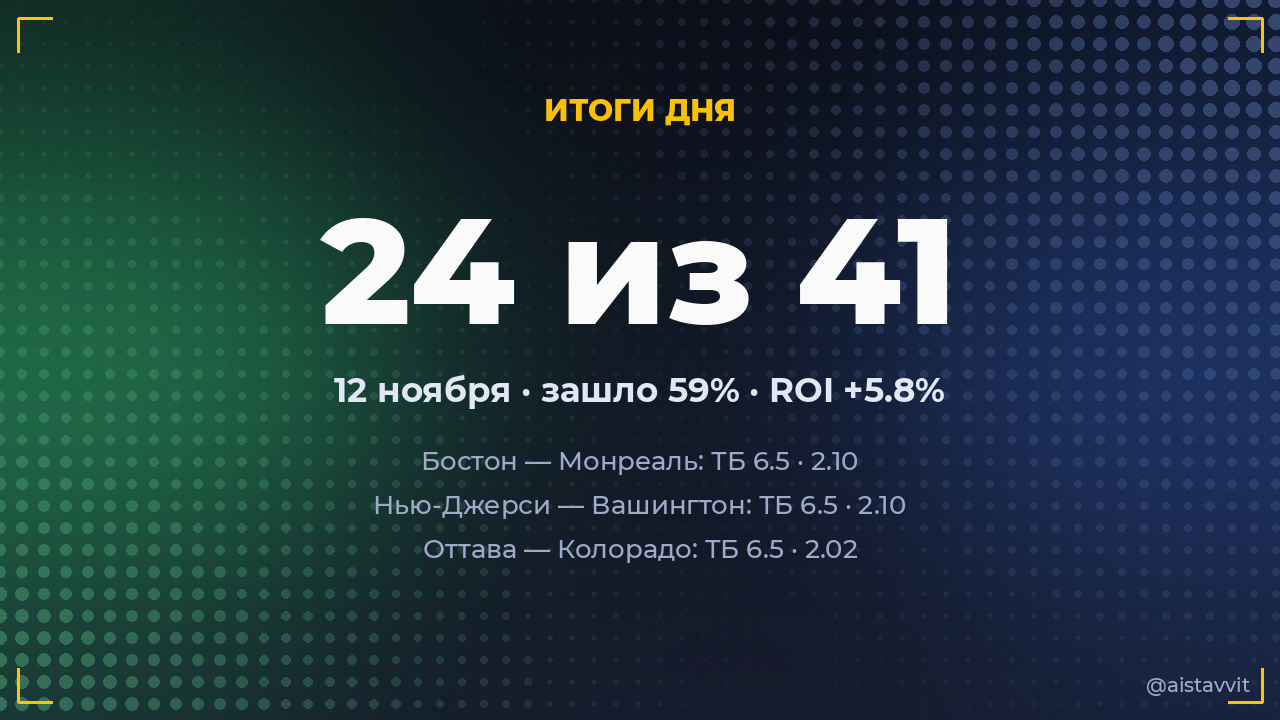 ИТОГИ ДНЯ
24 из 41
12 ноября · зашло 59% · ROI +5.8%
Бостон — Монреаль: ТБ 6.5 · 2.10
Нью-Джерси — Вашингтон: ТБ 6.5 · 2.10
Оттава — Колорадо: ТБ 6.5 · 2.02
@aistavvit